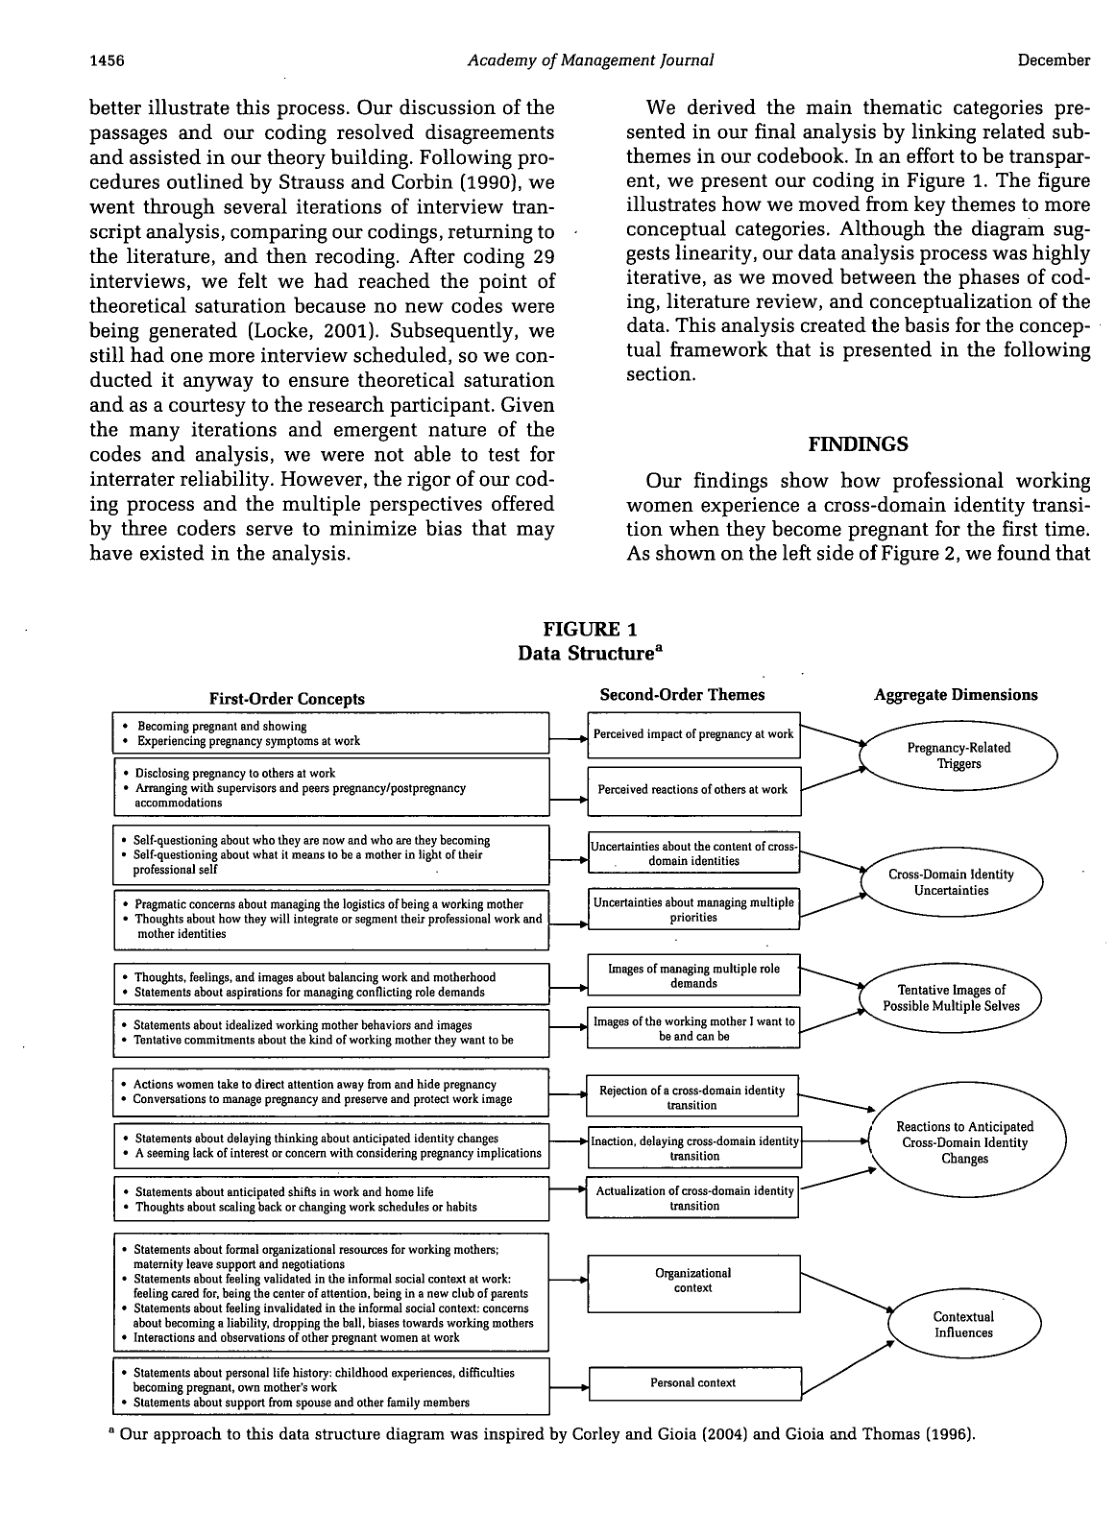 1456
Academy of Management Journal
December
better illustrate this process. Our discussion of the
passages and our coding resolved disagreements
and assisted in our theory building. Following pro-
cedures outlined by Strauss and Corbin (1990), we
went through several iterations of interview tran-
script analysis, comparing our codings, returning to
the literature, and then recoding. After coding 29
interviews, we felt we had reached the point of
theoretical saturation because no new codes were
being generated (Locke, 2001). Subsequently, we
still had one more interview scheduled, so we con-
ducted it anyway to ensure theoretical saturation
and as a courtesy to the research participant. Given
the many iterations and emergent nature of the
codes and analysis, we were not able to test for
interrater reliability. However, the rigor of our cod-
ing process and the multiple perspectives offered
by three coders serve to minimize bias that may
have existed in the analysis.
We derived the main thematic categories pre-
sented in our final analysis by linking related sub-
themes in our codebook. In an effort to be transpar-
ent, we present our coding in Figure 1. The figure
illustrates how we moved from key themes to more
conceptual categories. Although the diagram sug-
gests linearity, our data analysis process was highly
iterative, as we moved between the phases of cod-
ing, literature review, and conceptualization of the
data. This analysis created the basis for the concep-
tual framework that is presented in the following
section.
FINDINGS
Our findings show how professional working
women experience a cross-domain identity transi-
tion when they become pregnant for the first time.
As shown on the left side of Figure 2, we found that
FIGURE 1
Data Structureª
First-Order Concepts
Second-Order Themes
Aggregate Dimensions
• Becoming pregnant and showing
• Experiencing pregnancy symptoms at work
Perceived impact of pregnancy at work
Pregnancy-Related
Triggers
• Disclosing pregnancy to others at work
• Arranging with supervisors and peers pregnancy/postpregnancy
accommodations
Perceived reactions of others at work
• Self-questioning about who they are now and who are they becoming
• Self-questioning about what it means to be a mother in light of their
professional self
Uncertainties about the content of cross-
domain identities
Cross-Domain Identity
Uncertainties
• Pragmatic concerns about managing the logistics of being a working mother
• Thoughts about how they will integrate or segment their professional work and
mother identities
Uncertainties about managing multiple
priorities
• Thoughts, feelings, and images about balancing work and motherhood
• Statements about aspirations for managing conflicting role demands
Images of managing multiple role
demands
Tentative Images of
Possible Multiple Selves
• Statements about idealized working mother behaviors and images
• Tentative commitments about the kind of working mother they want to be
Images of the working mother I want to
be and can be
• Actions women take to direct attention away from and hide pregnancy
• Conversations to manage pregnancy and preserve and protect work image
Rejection of a cross-domain identity
transition
Reactions to Anticipated
Cross-Domain Identity
Changes
• Statements about delaying thinking about anticipated identity changes
• A seeming lack of interest or concern with considering pregnancy implications
Inaction, delaying cross-domain identity
transition
• Statements about anticipated shifts in work and home life
• Thoughts about scaling back or changing work schedules or habits
Actualization of cross-domain identity
transition
• Statements about formal organizational resources for working mothers;
maternity leave support and negotiations
• Statements about feeling validated in the informal social context at work:
feeling cared for, being the center of attention, being in a new club of parents
• Statements about feeling invalidated in the informal social context: concerns
about becoming a liability, dropping the ball, biases towards working mothers
• Interactions and observations of other pregnant women at work
Organizational
context
Contextual
Influences
• Statements about personal life history: childhood experiences, difficulties
becoming pregnant, own mother's work
• Statements about support from spouse and other family members
Personal context
ª Our approach to this data structure diagram was inspired by Corley and Gioia (2004) and Gioia and Thomas (1996).